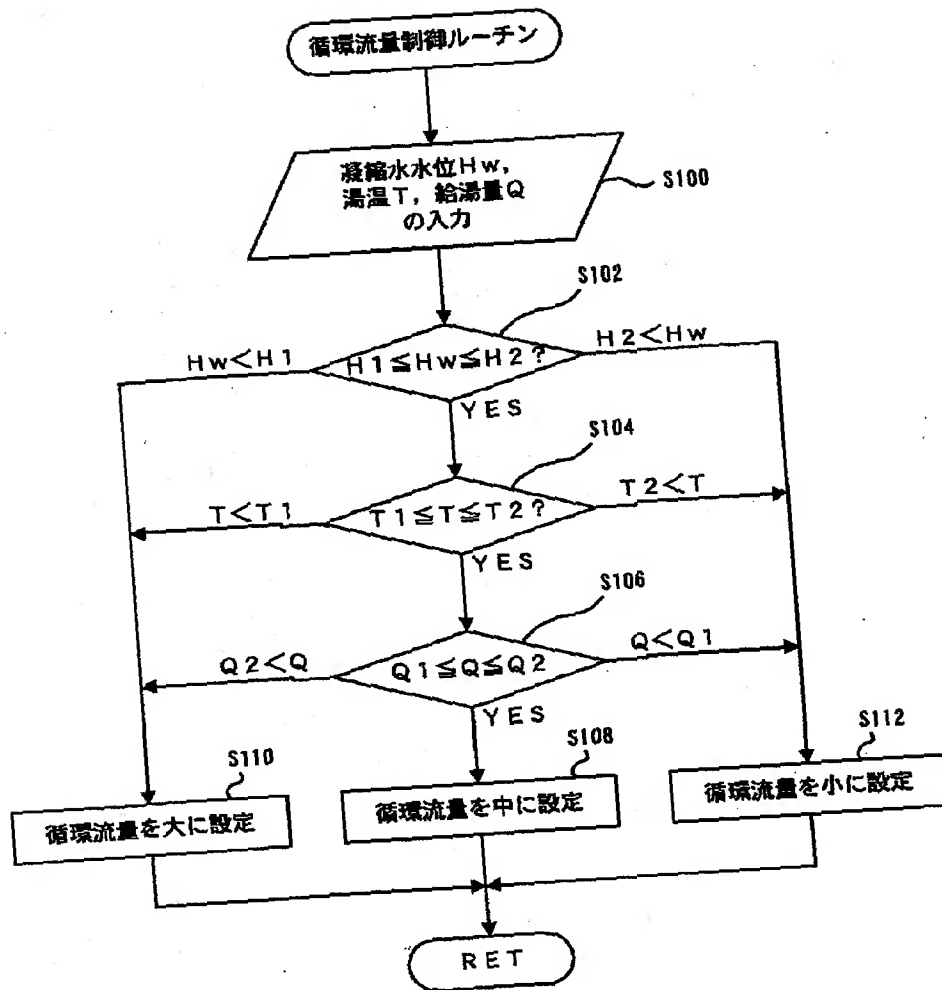 循環流量制御ルーチン
凝縮水水位Hw，
湯温T，給湯量Q
の入力
S100
S102
Hw＜H1
H1≦Hw≦H2？
H2＜Hw
YES
S104
T＜T1
T1≦T≦T2？
T2＜T
YES
S106
Q2＜Q
Q1≦Q≦Q2
Q＜Q1
YES
S110
S108
S112
循環流量を大に設定
循環流量を中に設定
循環流量を小に設定
RET